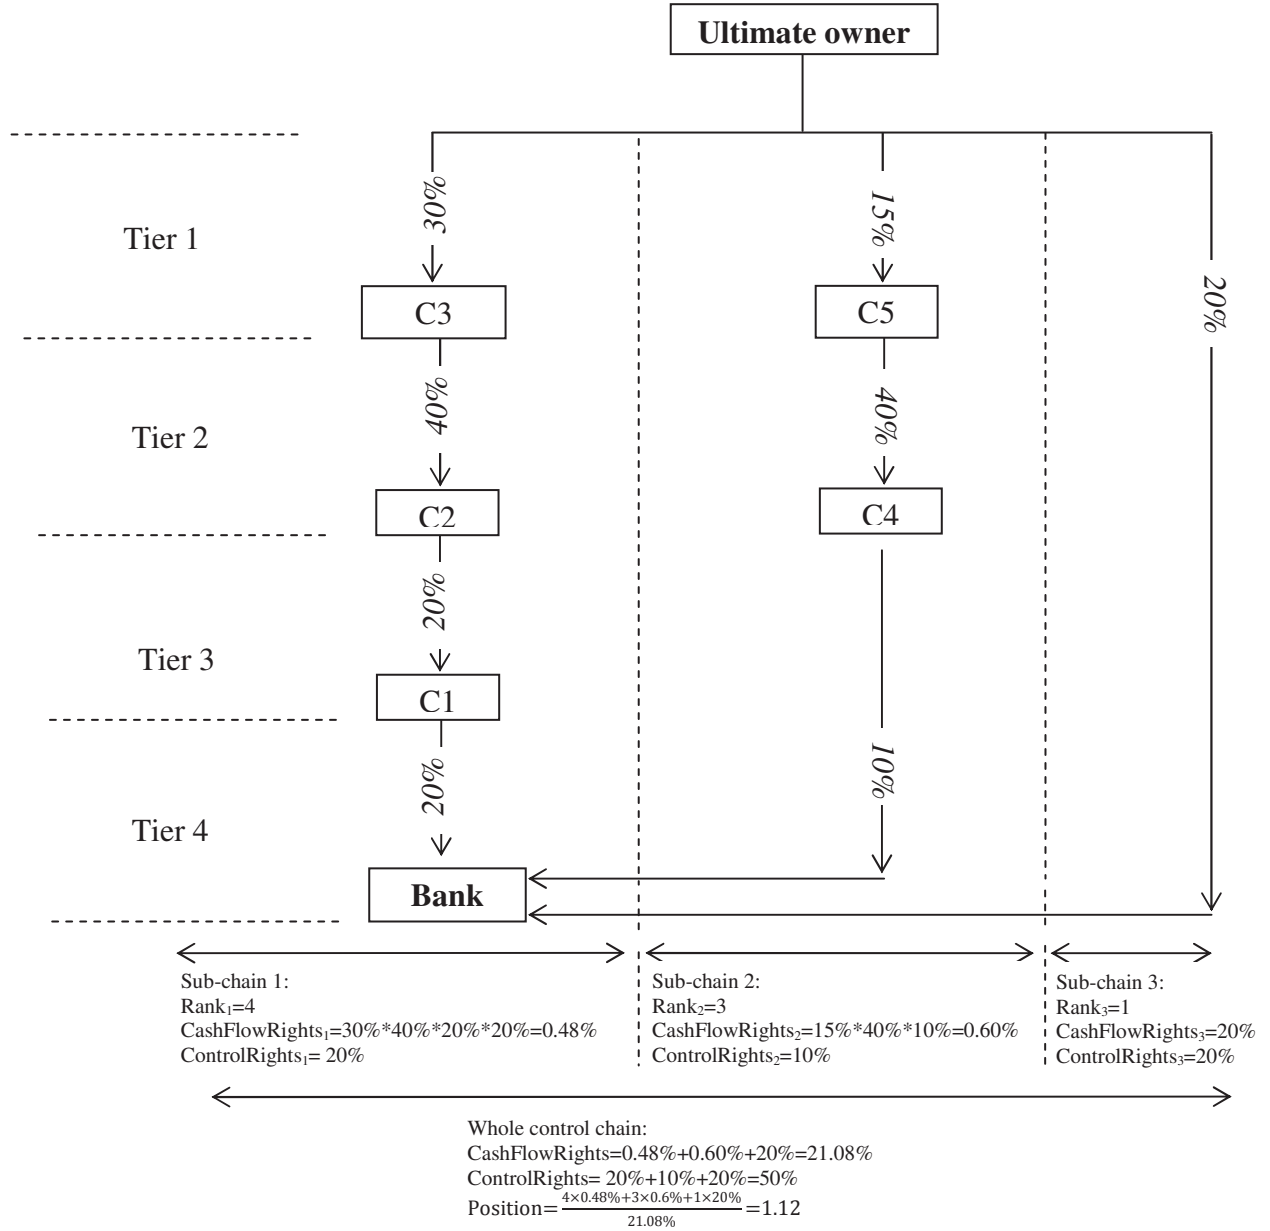 Ultimate owner
30%
15%
Tier 1
20%
C3
C5
40%
40%
Tier 2
C2
C4
20%
Tier 3
C1
20%
10%
Tier 4
Bank
Sub-chain 1:
Rank₁=4
CashFlowRights₁=30%*40%*20%*20%=0.48%
ControlRights₁= 20%
Sub-chain 2:
Rank₂=3
CashFlowRights₂=15%*40%*10%=0.60%
ControlRights₂=10%
Sub-chain 3:
Rank₃=1
CashFlowRights₃=20%
ControlRights₃=20%
Whole control chain:
CashFlowRights=0.48%+0.60%+20%=21.08%
ControlRights= 20%+10%+20%=50%
Position= 4×0.48%+3×0.6%+1×20% / 21.08% =1.12